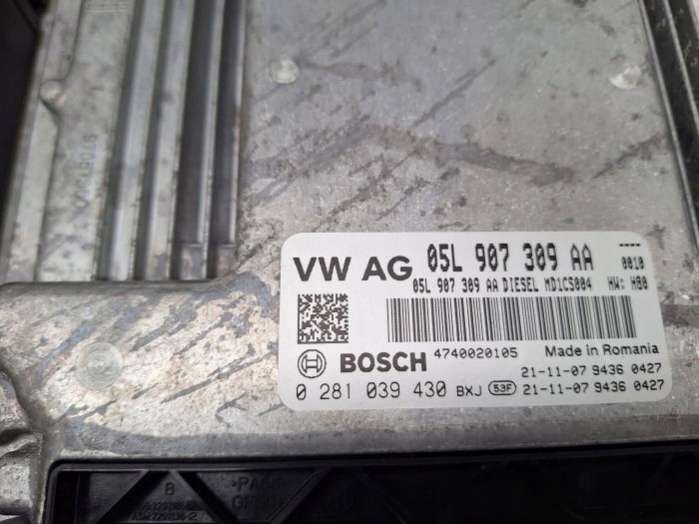 VW AG 05L 907 309 AA ----
0010
05L 907 309 AA DIESEL MD1CS004 HW: H80
BOSCH 4740020105 Made in Romania
21-11-07 9436 0427
0 281 039 430 BXJ 53F 21-11-07 9436 0427
B